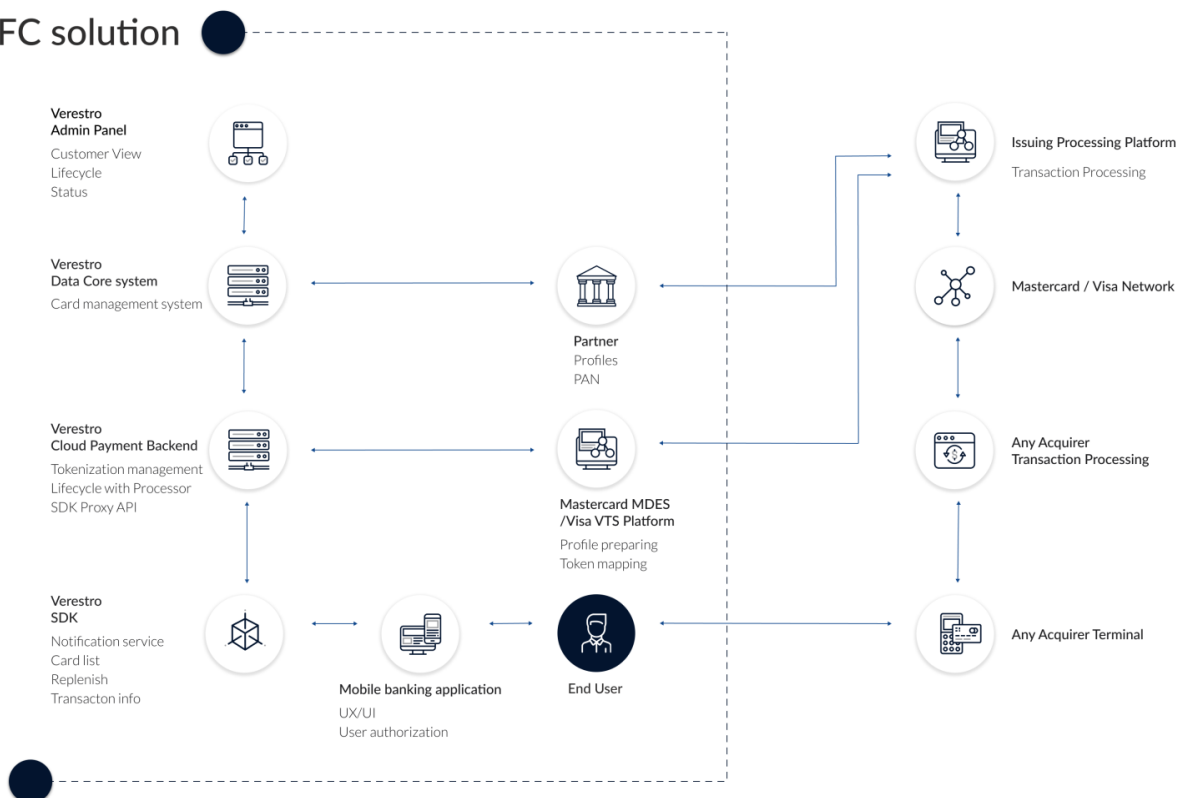 FC solution
Verestro
Admin Panel
Customer View
Lifecycle
Status
Issuing Processing Platform
Transaction Processing
Verestro
Data Core system
Card management system
Partner
Profiles
PAN
Mastercard / Visa Network
Verestro
Cloud Payment Backend
Tokenization management
Lifecycle with Processor
SDK Proxy API
Mastercard MDES
/Visa VTS Platform
Profile preparing
Token mapping
Any Acquirer
Transaction Processing
Verestro
SDK
Notification service
Card list
Replenish
Transacton info
Mobile banking application
UX/UI
User authorization
End User
Any Acquirer Terminal